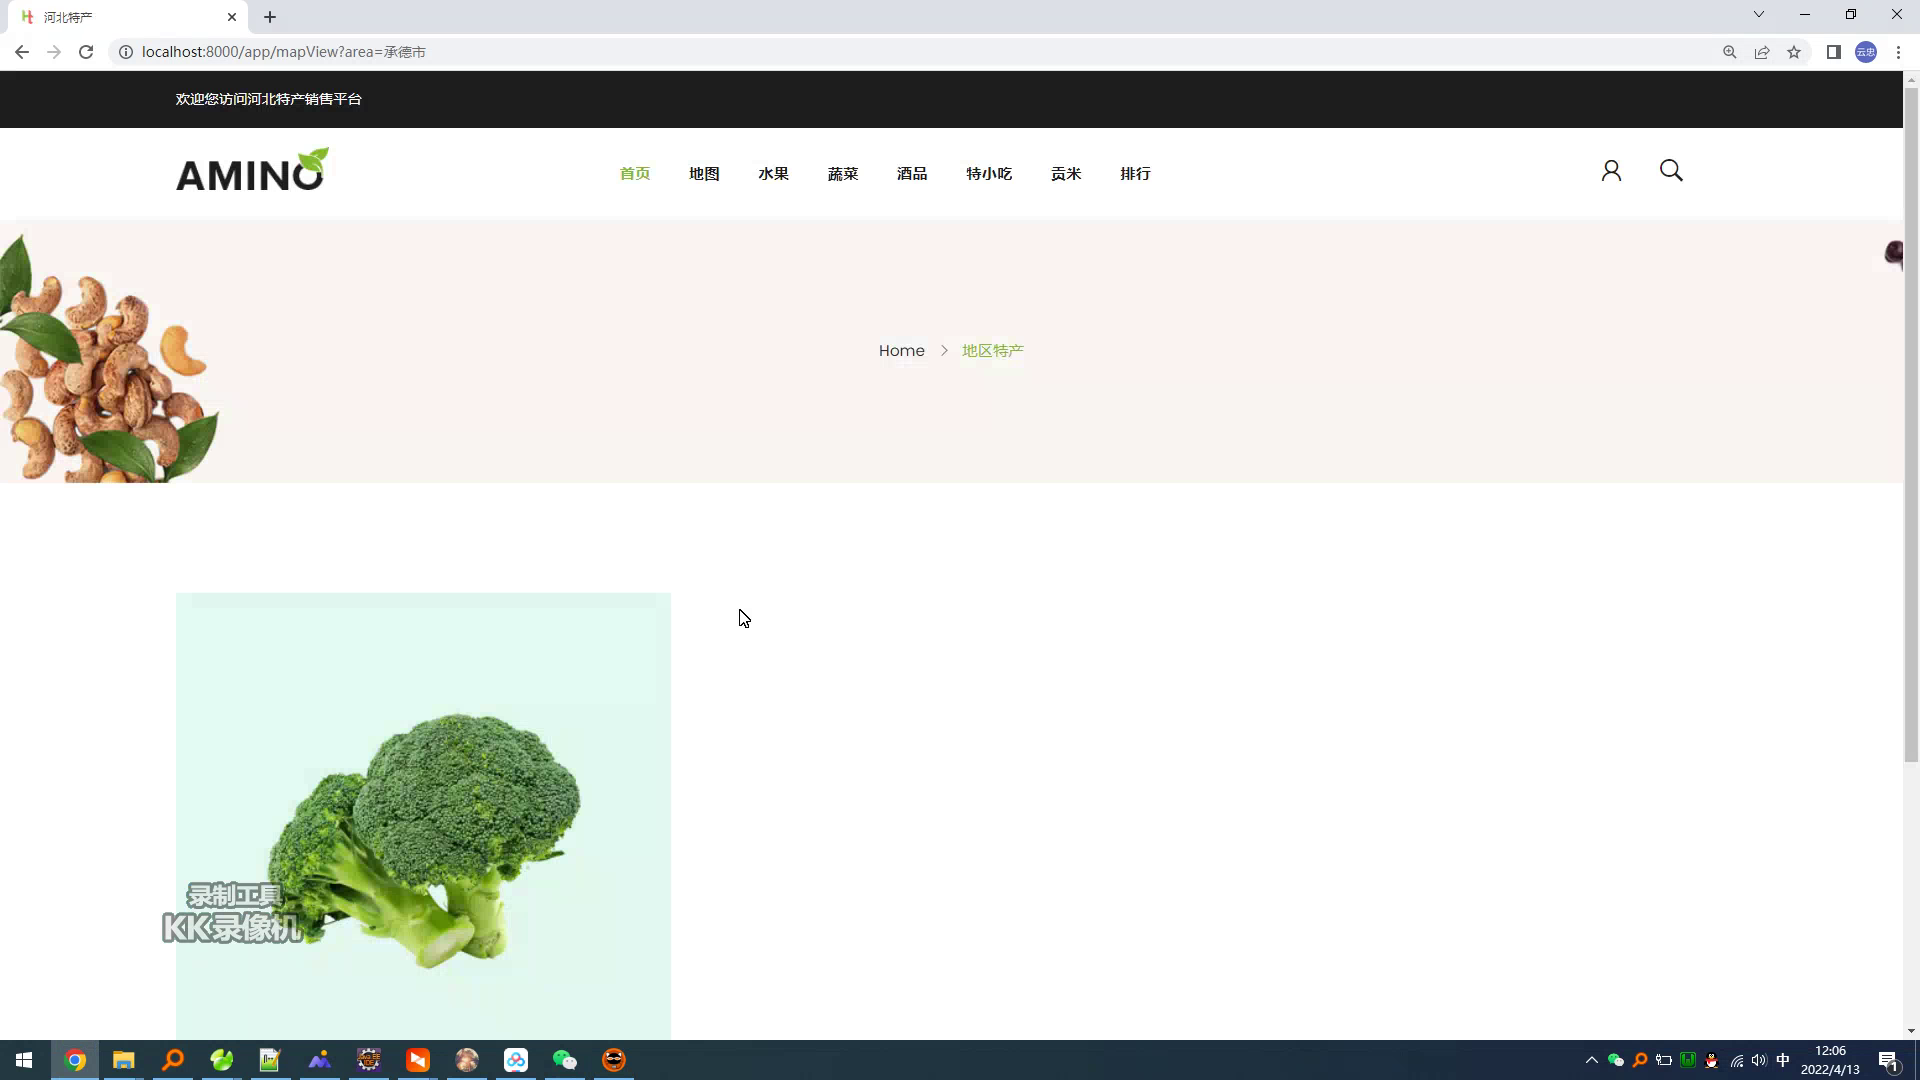 河北特产
localhost:8000/app/mapView?area=承德市
云忠
欢迎您访问河北特产销售平台
AMINO
首页 地图 水果 蔬菜 酒品 特小吃 贡米 排行
Home 地区特产
录制工具
KK录像机
中
12:06
2022/4/13
1